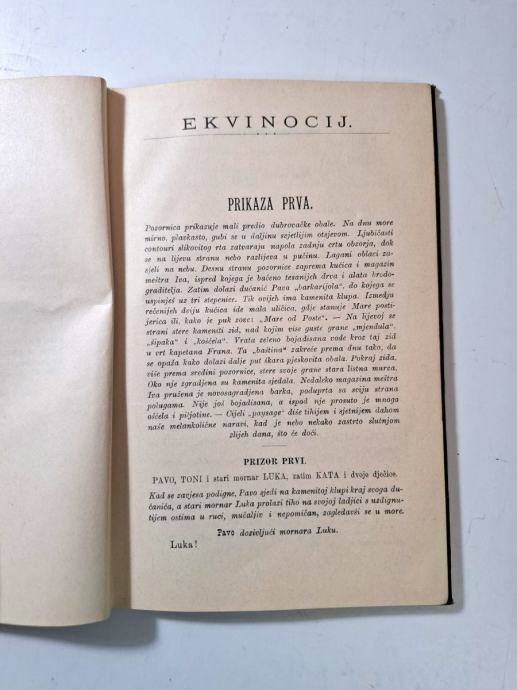 EKVINOCIJ.
PRIKAZA PRVA.
Pozornica prikazuje mali predio dubrovačke obale. Na dnu more
mirno, plavkasto, gubi se u daljinu svjetlijim otsjevom. Ljubičasti
contouri slikovitog rta zatvaraju napola zadnju crtu obzorja, dok
se na lijevu stranu nebo razlijeva u pučinu. Lagani oblaci za-
sjeli na nebu. Desnu stranu pozornice zaprema kućica i magazin
meštra Iva, ispred kojega je bačeno tesanijeh drva i alata brodo-
graditelja. Zatim dolazi dućanić Pava „barkarijola“, do kojega se
uspinješ uz tri stepenice. Tik ovijeh ima kamenita klupa. Izmedju
rečenijeh dviju kućica ide mala uličica, gdje stanuje Mare posti-
jerica ili, kako je puk zove: „Mare od Poste“. — Na lijevoj se
strani stere kameniti zid, nad kojim vise guste grane „mjendula“.
„šipaka“ i „košćela“. Vrata zeleno bojadisana vode kroz taj zid
u vrt kapetana Frana. Ta „baština“ zakreće prema dnu tako, da
se opaža kako dolazi dalje put škara pjeskovita obala. Pokraj zida,
više prema sredini pozornice, stere svoje grane stara listna murva.
Oko nje zgradjena su kamenita sjedala. Nedaleko magazina meštra
Iva pružena je novosagradjena barka, poduprta sa sviju strana
polugama. Nije još bojadisana, a ispod nje prosuto je mnogo
ošćela i piljotine. — Cijeli „paysage“ diše tihijem i sjetnijem dahom
naše melankolične naravi, kad je nebo nekako zastrto slutnjom
zlijeh dana, što će doći.
PRIZOR PRVI.
PAVO, TONI i stari mornar LUKA, zatim KATA i dvoje dječice.
Kad se zavjesa podigne, Pavo sjedi na kamenitoj klupi kraj svoga du-
ćanića, a stari mornar Luka prolazi tiho na svojoj ladjici s uzdignu-
tijem ostima u ruci, mučaljiv i nepomičan, zagledavši se u more.
Pavo dozivljući mornara Luku.
Luka!